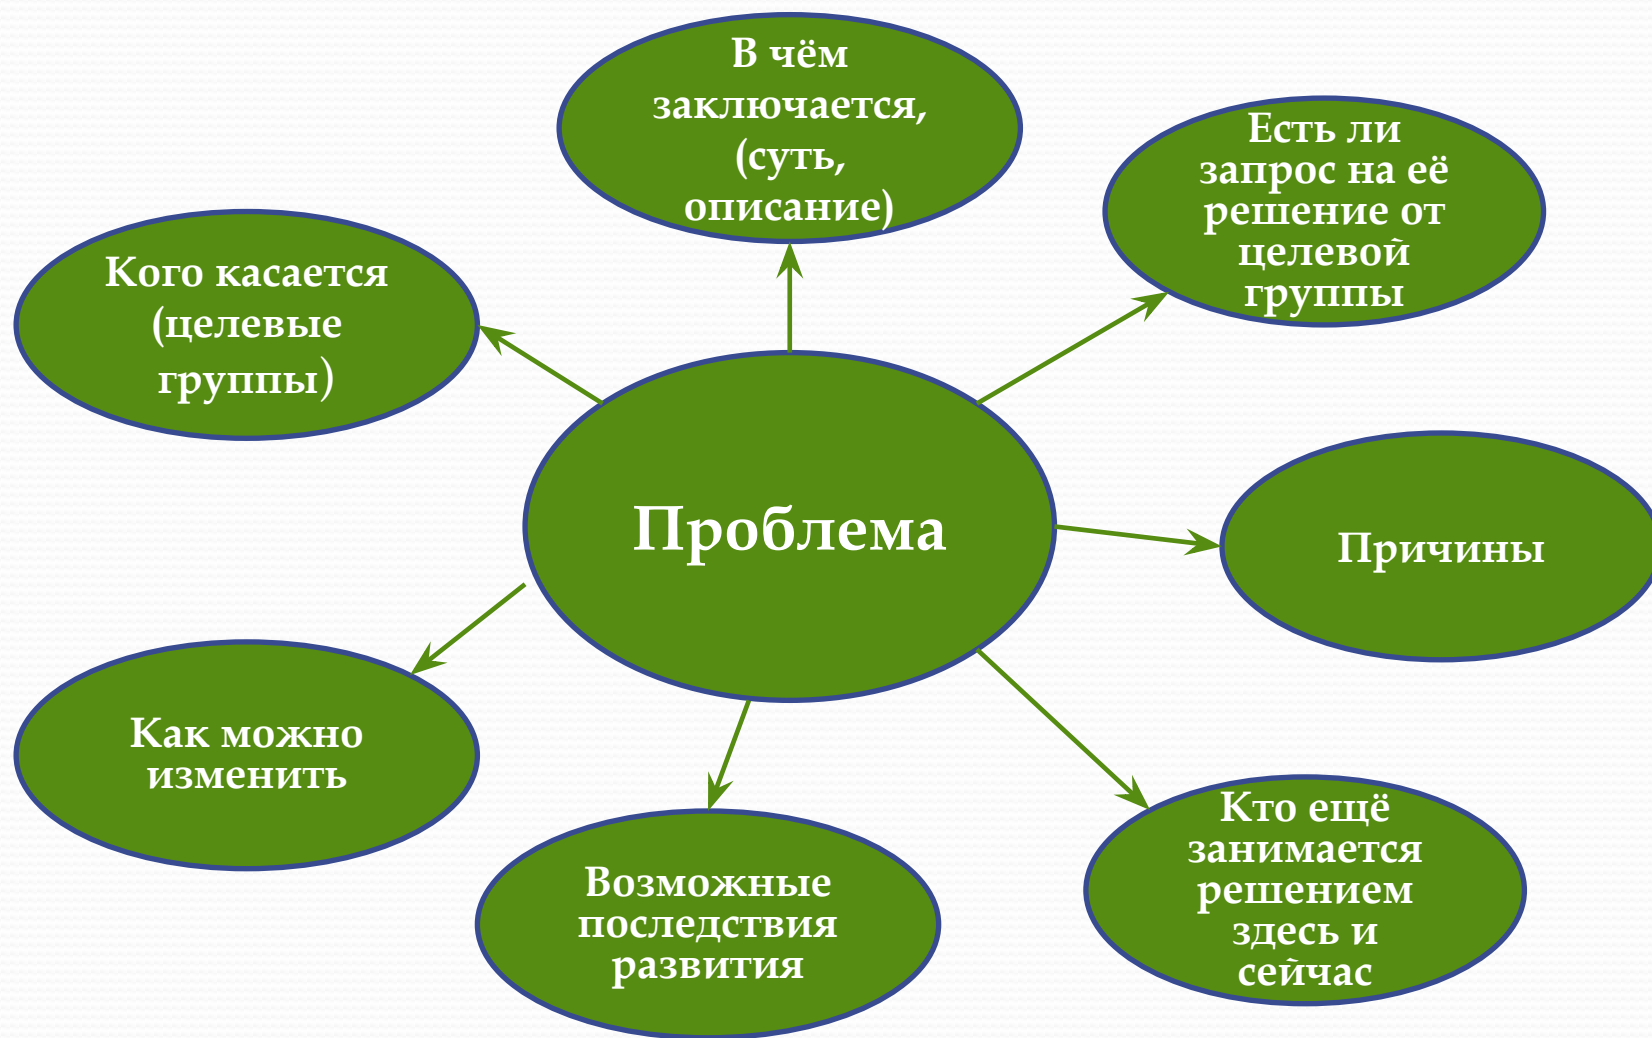 В чём
заключается,
(суть,
описание)
Есть ли
запрос на её
решение от
целевой
группы
Кого касается
(целевые
группы)
Проблема
Причины
Как можно
изменить
Возможные
последствия
развития
Кто ещё
занимается
решением
здесь и
сейчас